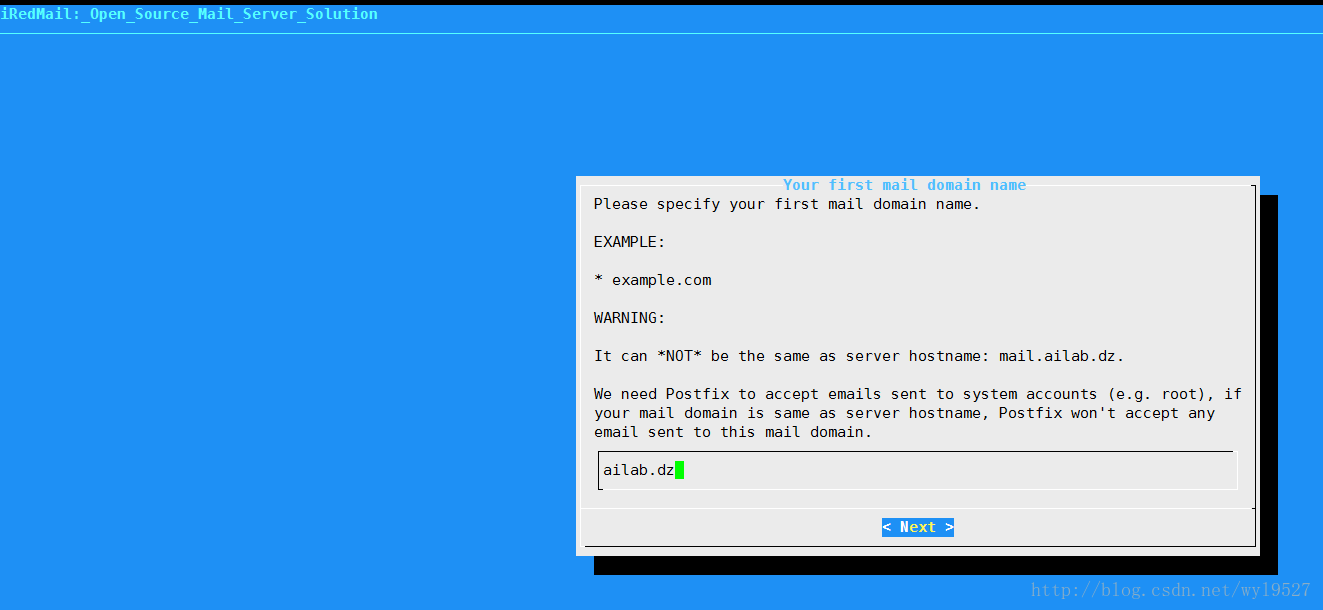 iRedMail:_Open_Source_Mail_Server_Solution
Your first mail domain name
Please specify your first mail domain name.
EXAMPLE:
* example.com
WARNING:
It can *NOT* be the same as server hostname: mail.ailab.dz.
We need Postfix to accept emails sent to system accounts (e.g. root), if
your mail domain is same as server hostname, Postfix won't accept any
email sent to this mail domain.
ailab.dz
< Next >
http://blog.csdn.net/wyl9527